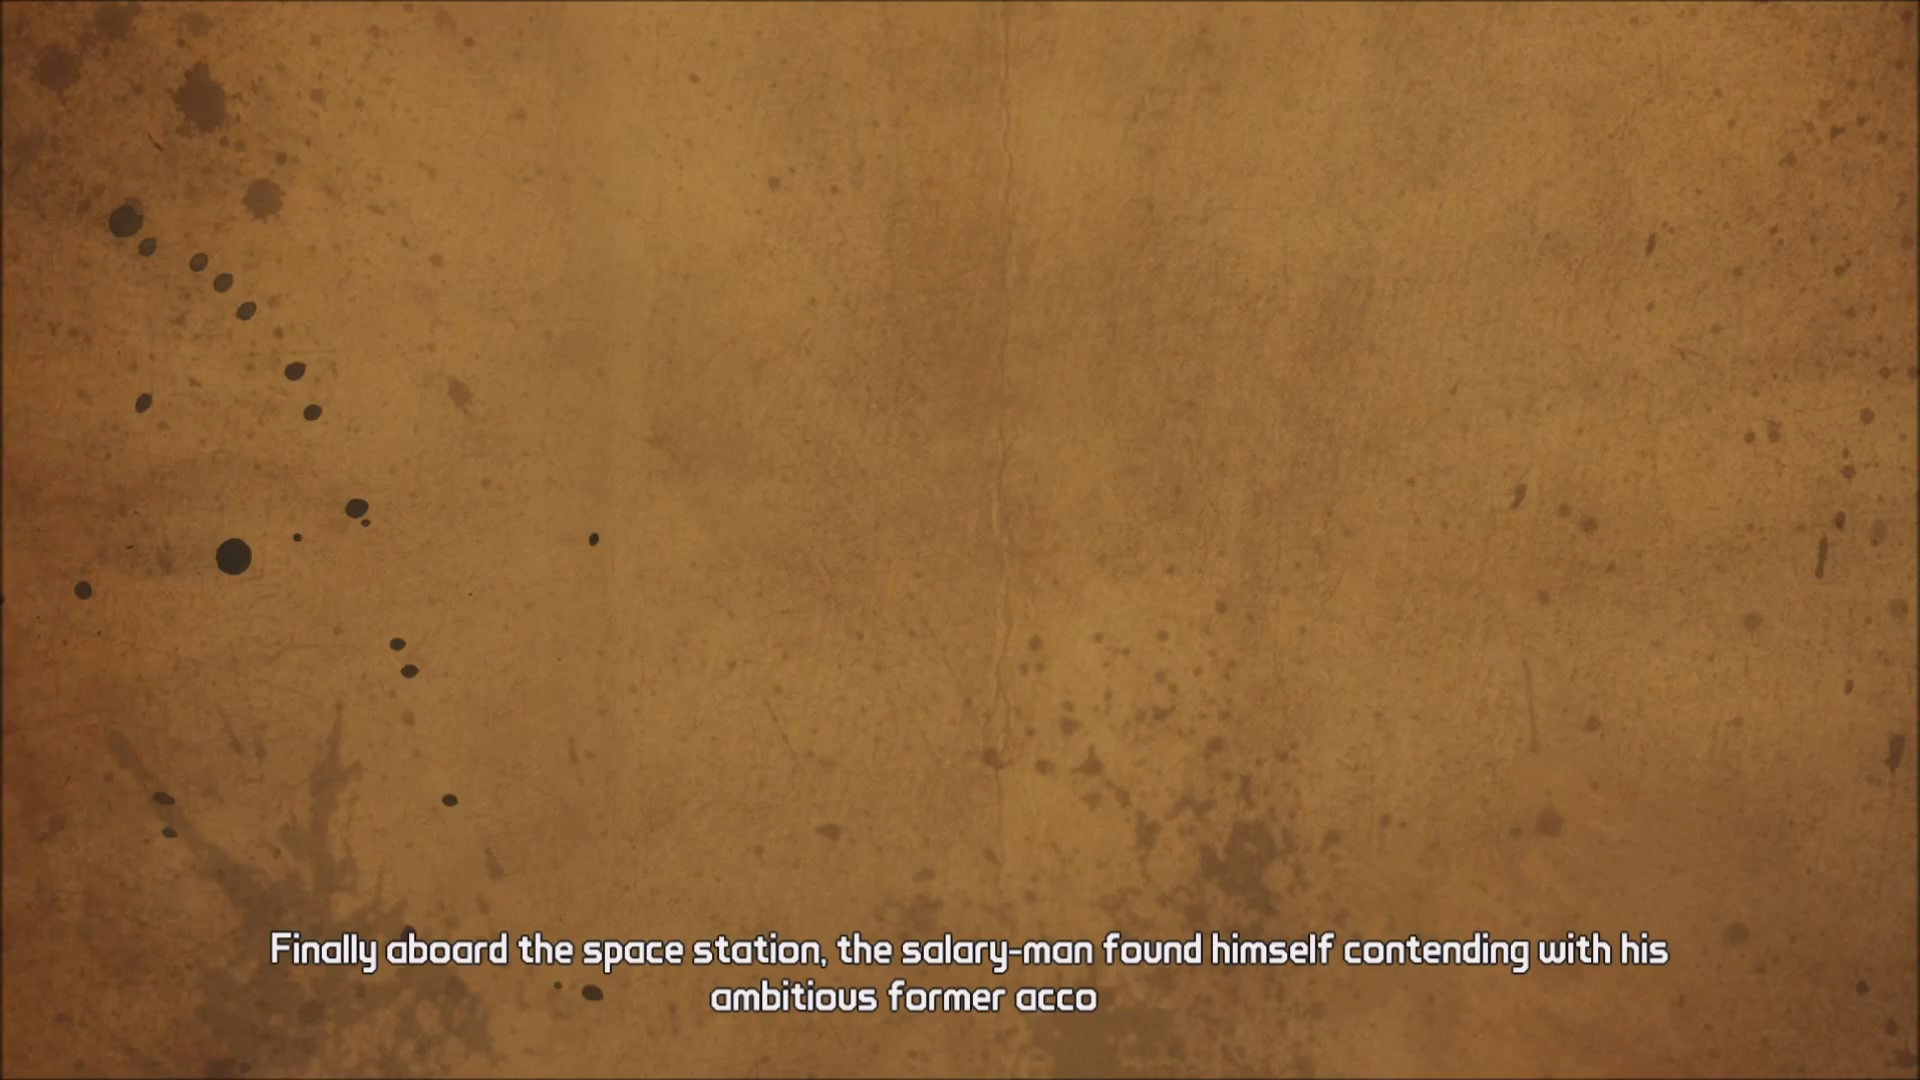 Finally aboard the space station, the salary-man found himself contending with his
ambitious former acco